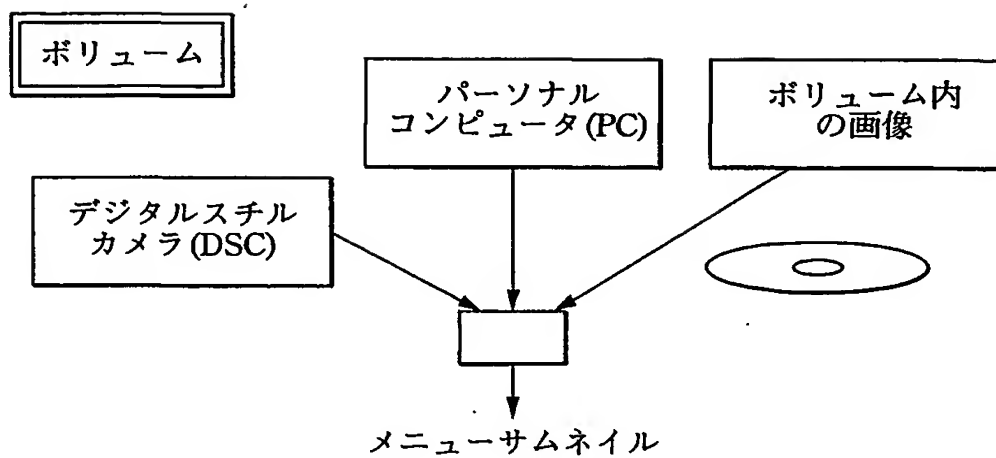 ボリューム
パーソナル
コンピュータ(PC)
ボリューム内
の画像
デジタルスチル
カメラ(DSC)
メニューサムネイル